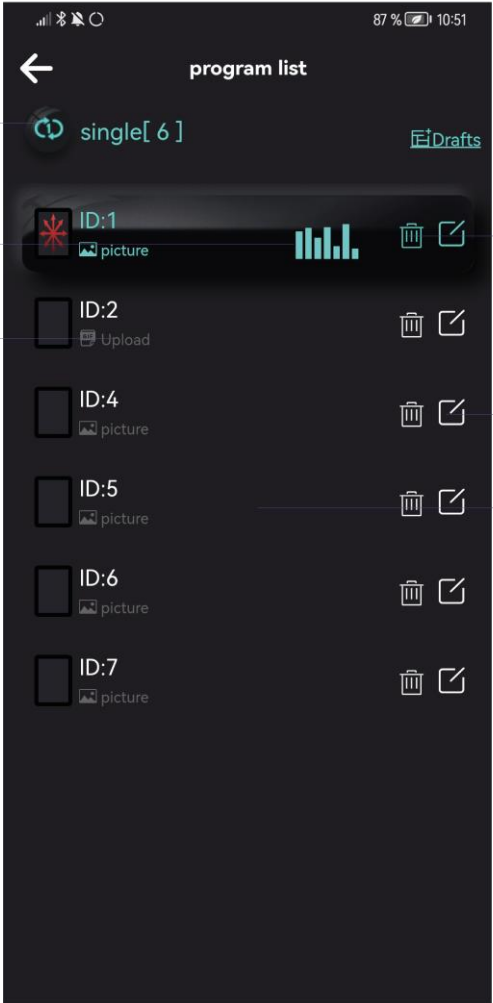 87 % 10:51
program list
single[ 6 ]
Drafts
ID:1
picture
ID:2
Upload
ID:4
picture
ID:5
picture
ID:6
picture
ID:7
picture